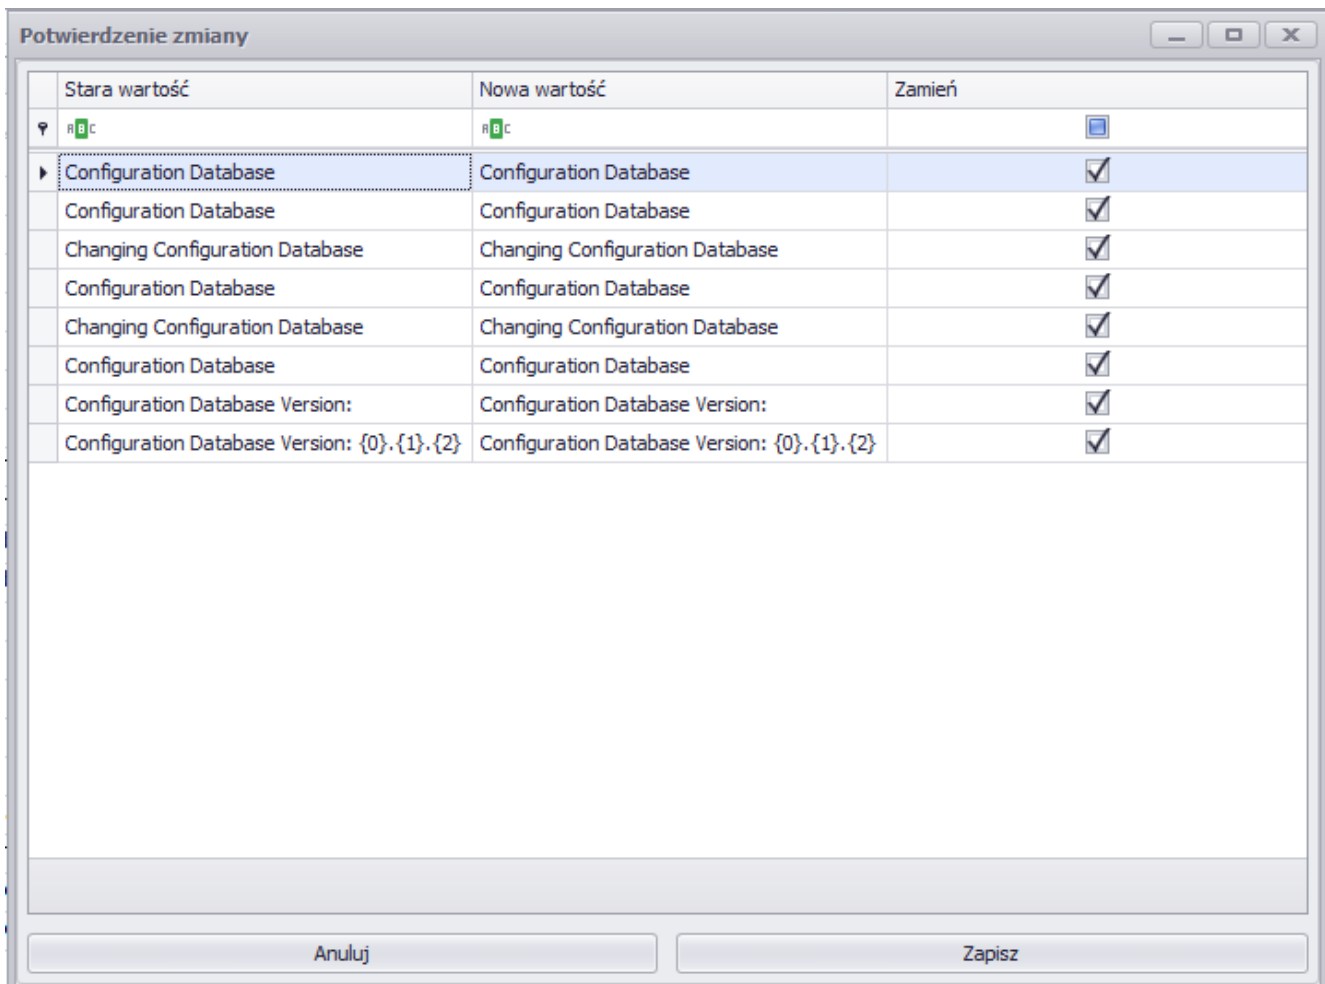 Potwierdzenie zmiany
Stara wartość Nowa wartość Zamień
ABC ABC
Configuration Database Configuration Database
Configuration Database Configuration Database
Changing Configuration Database Changing Configuration Database
Configuration Database Configuration Database
Changing Configuration Database Changing Configuration Database
Configuration Database Configuration Database
Configuration Database Version: Configuration Database Version:
Configuration Database Version: {0}.{1}.{2} Configuration Database Version: {0}.{1}.{2}
Anuluj Zapisz